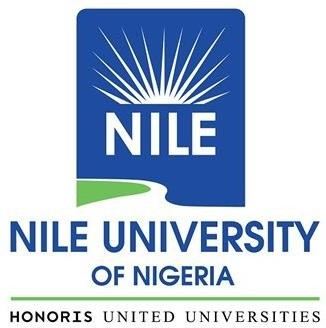 NILE
NILE UNIVERSITY
OF NIGERIA
HONORIS UNITED UNIVERSITIES